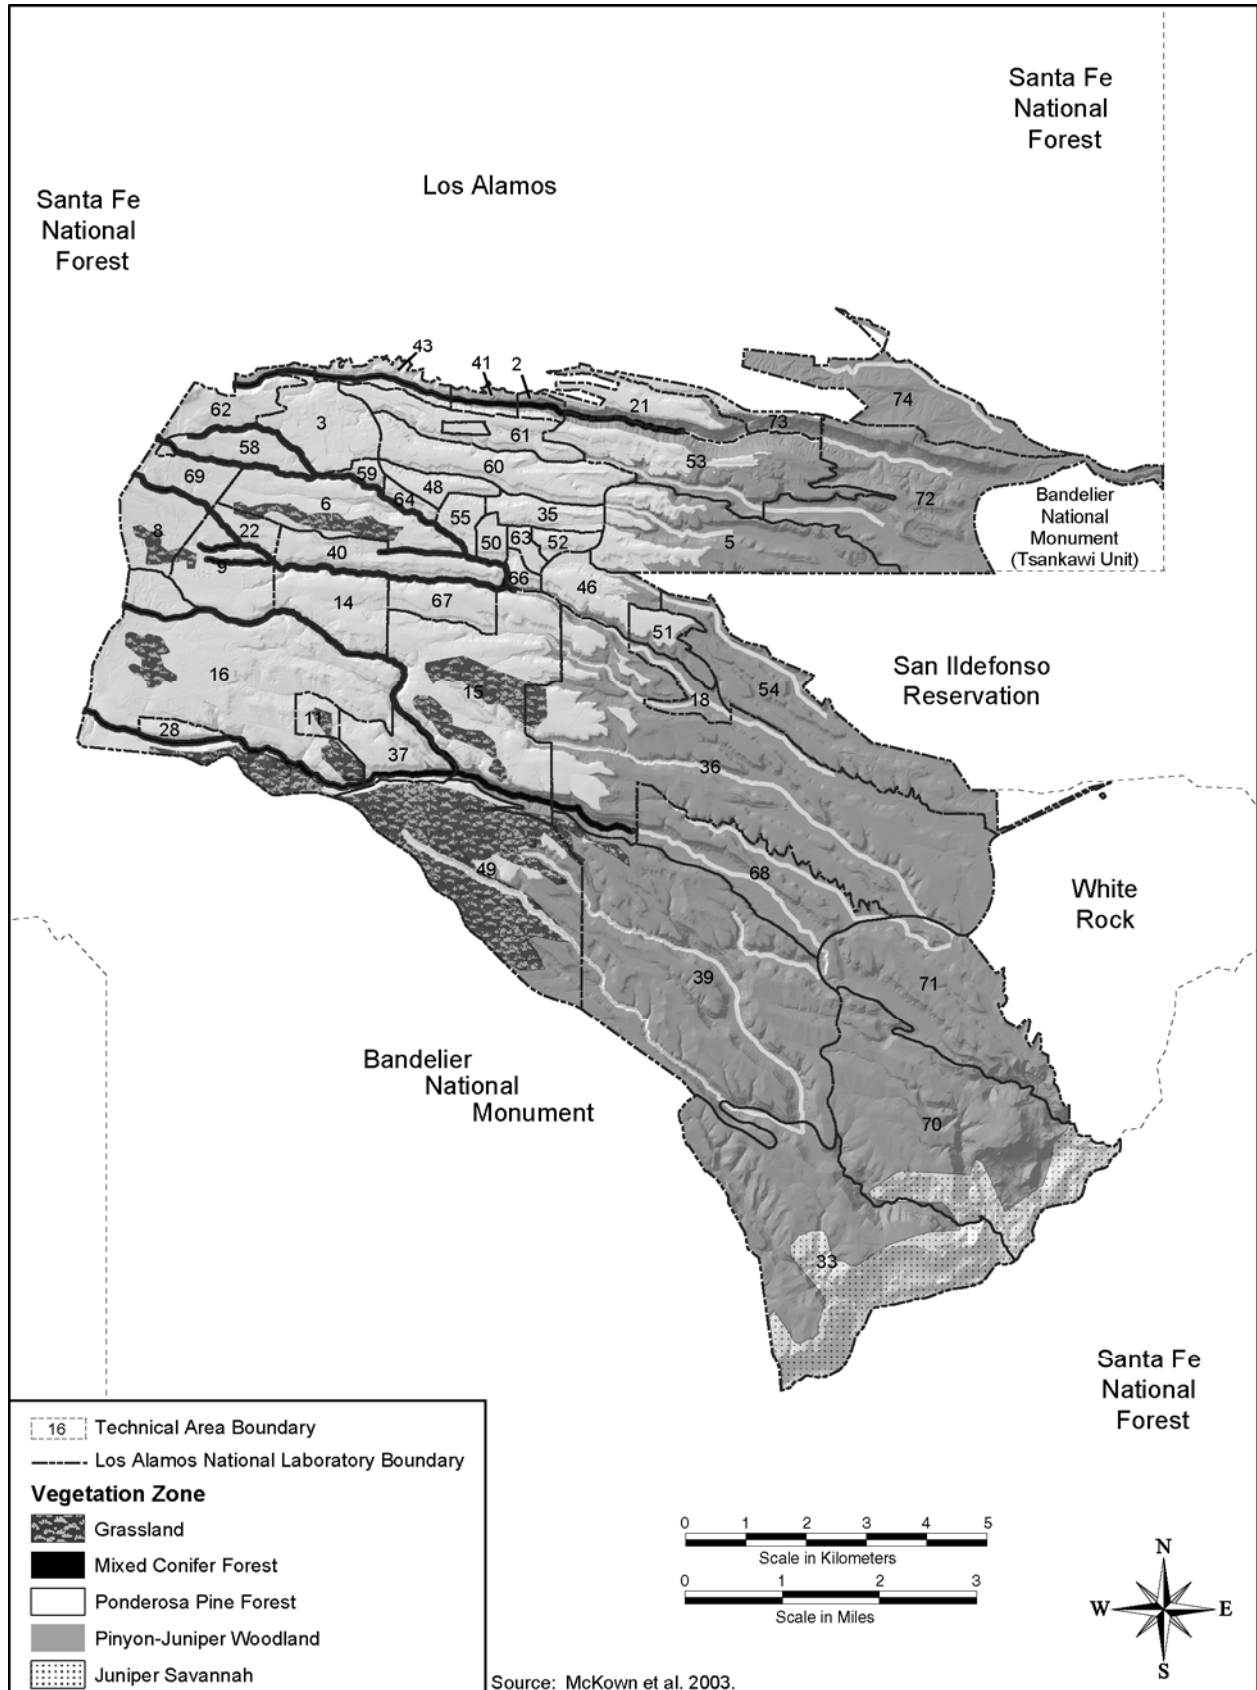 Santa Fe
National
Forest
Los Alamos
Santa Fe
National
Forest
43
41
2
21
74
62
3
61
73
58
60
53
59
69
48
64
72
6
55
35
Bandelier
National
Monument
(Tsankawi Unit)
8
22
50
63
52
5
40
9
66
46
14
67
51
San Ildefonso
Reservation
16
15
18
54
28
11
37
36
49
68
White
Rock
39
71
Bandelier
National
Monument
70
33
Santa Fe
National
Forest
16 Technical Area Boundary
Los Alamos National Laboratory Boundary
Vegetation Zone
Grassland
Mixed Conifer Forest
Ponderosa Pine Forest
Pinyon-Juniper Woodland
Juniper Savannah
0 1 2 3 4 5
Scale in Kilometers
0 1 2 3
Scale in Miles
N
W E
S
Source: McKown et al. 2003.